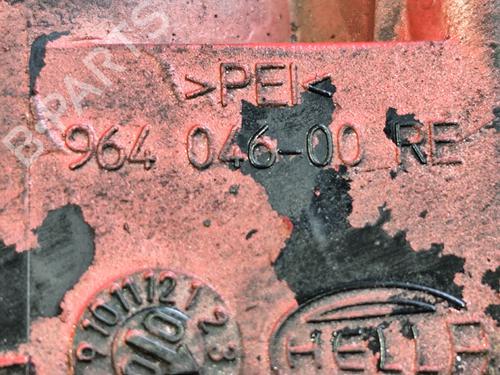 >PEI<
964 046-00 RE
9 10 11 12 1 2 3
HELLA
B-PARTS